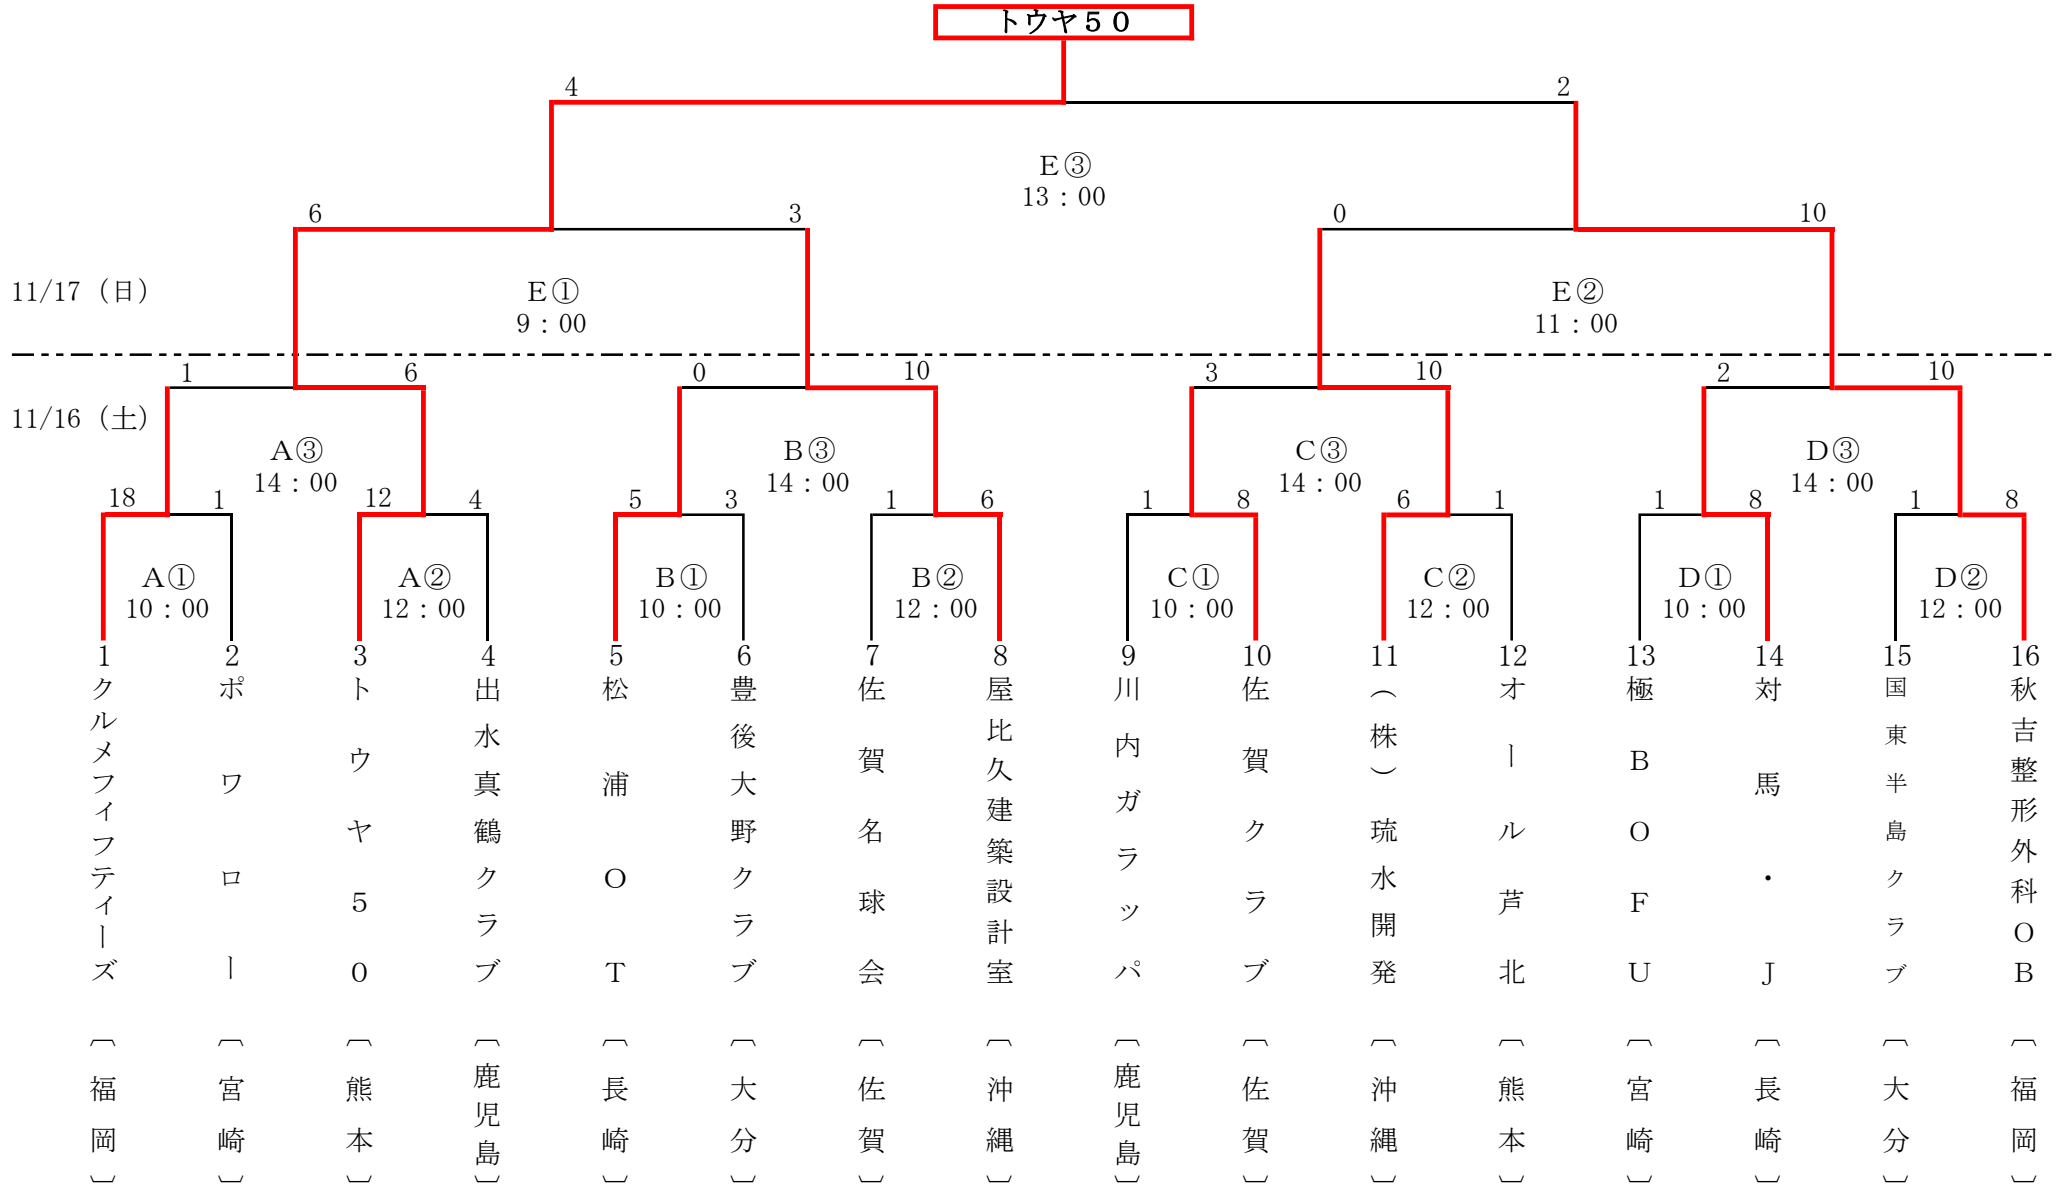 トウヤ５０
4 2
E③
13：00
6 3 0 10
11/17（日）
E① E②
9：00 11：00
1 6 0 10 3 10 2 10
11/16（土）
A③ B③ C③ D③
14：00 14：00 14：00 14：00
18 1 12 4 5 3 1 6 1 8 6 1 1 8 1 8
A① A② B① B② C① C② D① D②
10：00 12：00 10：00 12：00 10：00 12：00 10：00 12：00
1 クルメフィフティーズ 〔福岡〕
2 ポワロー 〔宮崎〕
3 トウヤ５０ 〔熊本〕
4 出水真鶴クラブ 〔鹿児島〕
5 松浦ＯＴ 〔長崎〕
6 豊後大野クラブ 〔大分〕
7 佐賀名球会 〔佐賀〕
8 屋比久建築設計室 〔沖縄〕
9 川内ガラッパ 〔鹿児島〕
10 佐賀クラブ 〔佐賀〕
11 （株）琉水開発 〔沖縄〕
12 オール芦北 〔熊本〕
13 極ＢＯＦＵ 〔宮崎〕
14 対馬・Ｊ 〔長崎〕
15 国東半島クラブ 〔大分〕
16 秋吉整形外科ＯＢ 〔福岡〕